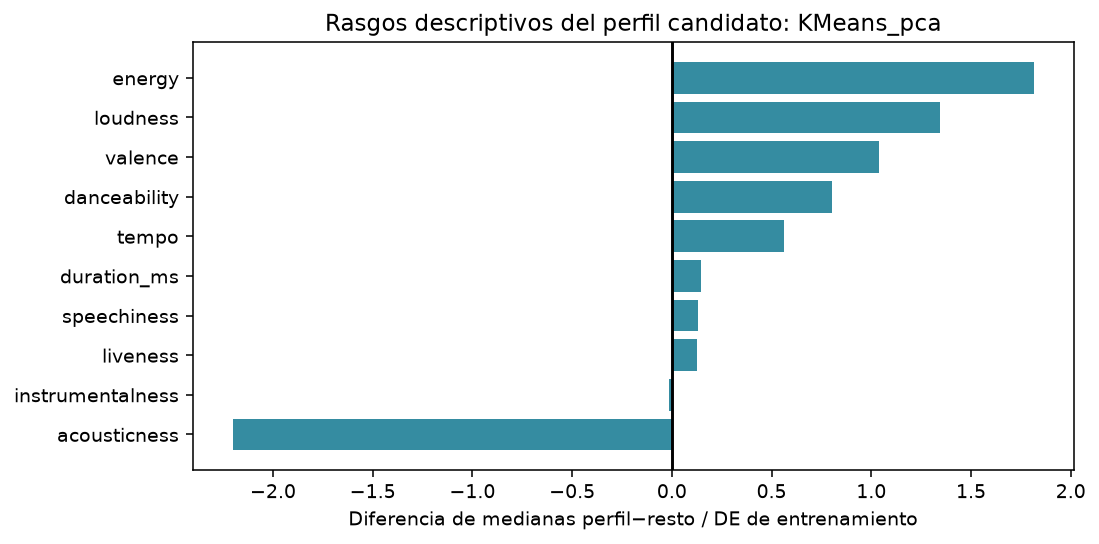 Rasgos descriptivos del perfil candidato: KMeans_pca
energy
loudness
valence
danceability
tempo
duration_ms
speechiness
liveness
instrumentalness
acousticness
−2.0 −1.5 −1.0 −0.5 0.0 0.5 1.0 1.5 2.0
Diferencia de medianas perfil−resto / DE de entrenamiento